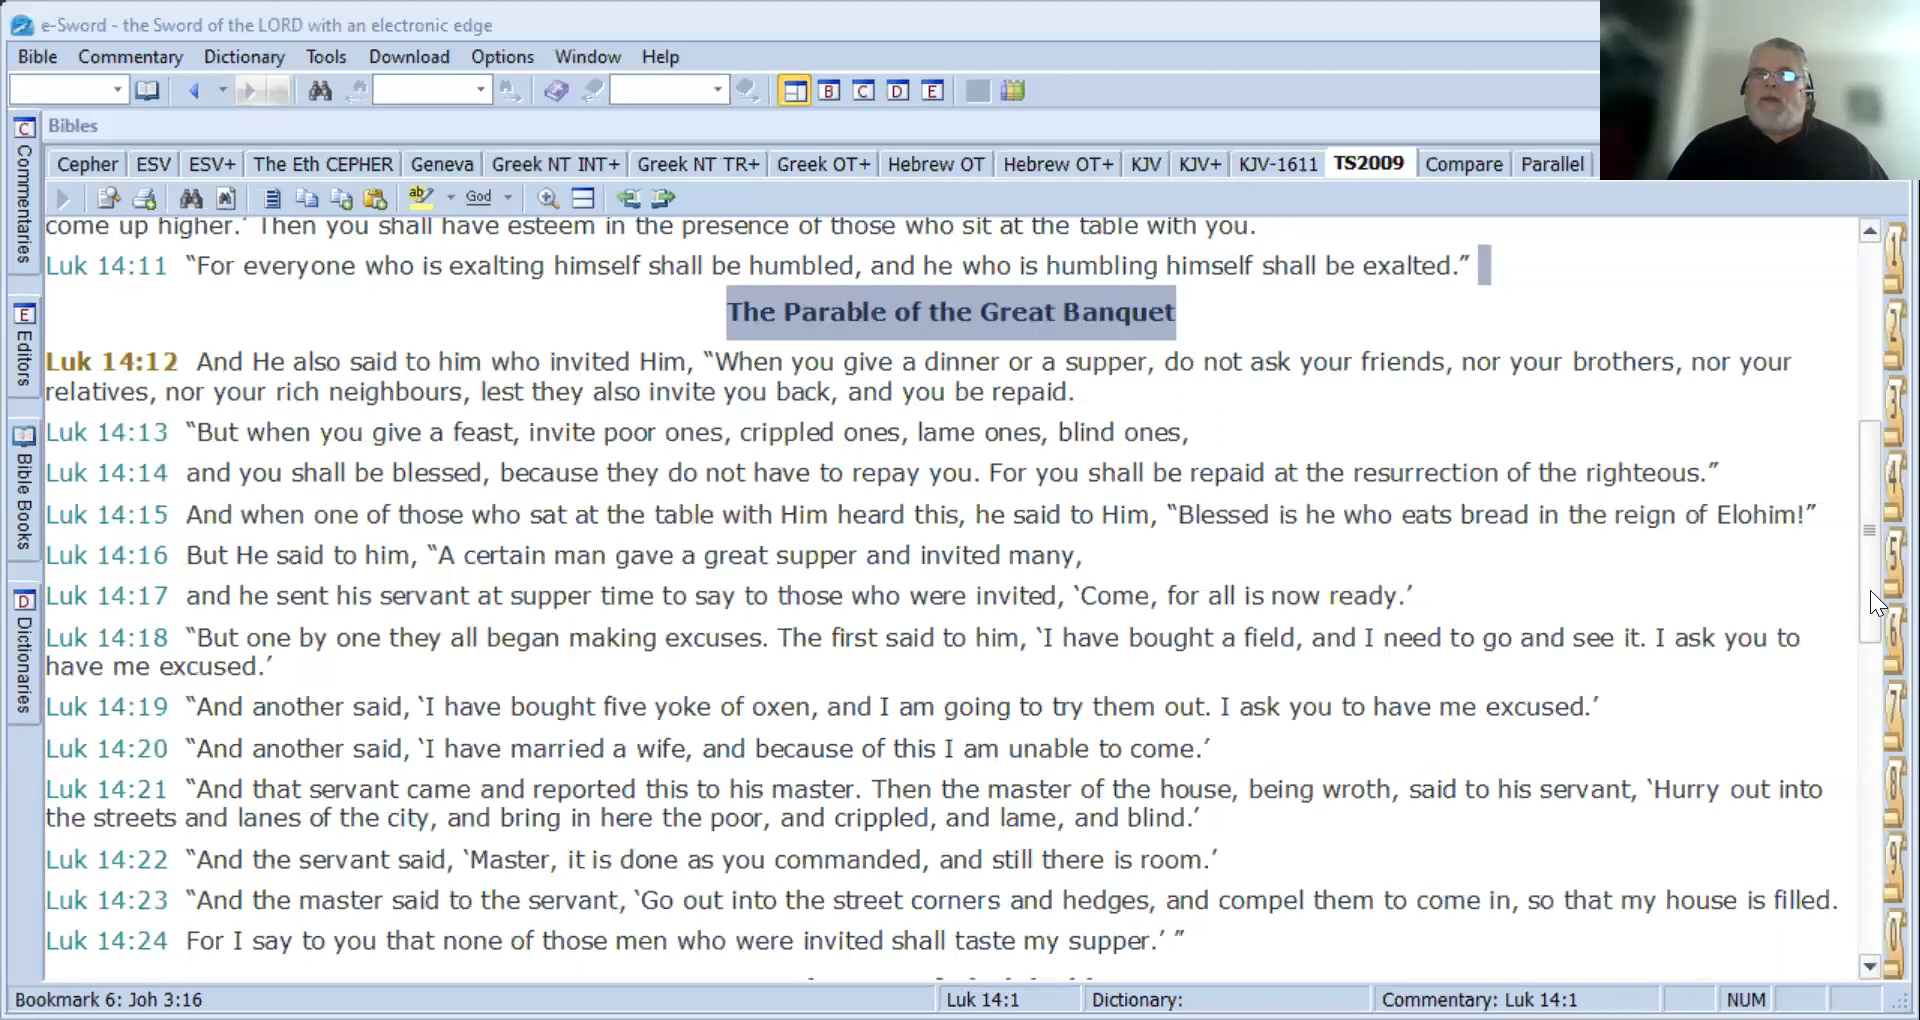 e-Sword - the Sword of the LORD with an electronic edge
Bible Commentary Dictionary Tools Download Options Window Help
B C D E
Bibles
Cepher ESV ESV+ The Eth CEPHER Geneva Greek NT INT+ Greek NT TR+ Greek OT+ Hebrew OT Hebrew OT+ KJV KJV+ KJV-1611 TS2009 Compare Parallel
ab God
C Commentaries
E Editors
Bible Books
D Dictionaries
come up higher.’ Then you shall have esteem in the presence of those who sit at the table with you.
Luk 14:11 “For everyone who is exalting himself shall be humbled, and he who is humbling himself shall be exalted.”
The Parable of the Great Banquet
Luk 14:12 And He also said to him who invited Him, “When you give a dinner or a supper, do not ask your friends, nor your brothers, nor your
relatives, nor your rich neighbours, lest they also invite you back, and you be repaid.
Luk 14:13 “But when you give a feast, invite poor ones, crippled ones, lame ones, blind ones,
Luk 14:14 and you shall be blessed, because they do not have to repay you. For you shall be repaid at the resurrection of the righteous.”
Luk 14:15 And when one of those who sat at the table with Him heard this, he said to Him, “Blessed is he who eats bread in the reign of Elohim!”
Luk 14:16 But He said to him, “A certain man gave a great supper and invited many,
Luk 14:17 and he sent his servant at supper time to say to those who were invited, ‘Come, for all is now ready.’
Luk 14:18 “But one by one they all began making excuses. The first said to him, ‘I have bought a field, and I need to go and see it. I ask you to
have me excused.’
Luk 14:19 “And another said, ‘I have bought five yoke of oxen, and I am going to try them out. I ask you to have me excused.’
Luk 14:20 “And another said, ‘I have married a wife, and because of this I am unable to come.’
Luk 14:21 “And that servant came and reported this to his master. Then the master of the house, being wroth, said to his servant, ‘Hurry out into
the streets and lanes of the city, and bring in here the poor, and crippled, and lame, and blind.’
Luk 14:22 “And the servant said, ‘Master, it is done as you commanded, and still there is room.’
Luk 14:23 “And the master said to the servant, ‘Go out into the street corners and hedges, and compel them to come in, so that my house is filled.
Luk 14:24 For I say to you that none of those men who were invited shall taste my supper.’ ”
1
2
3
4
5
6
7
8
9
0
Bookmark 6: Joh 3:16 Luk 14:1 Dictionary: Commentary: Luk 14:1 NUM